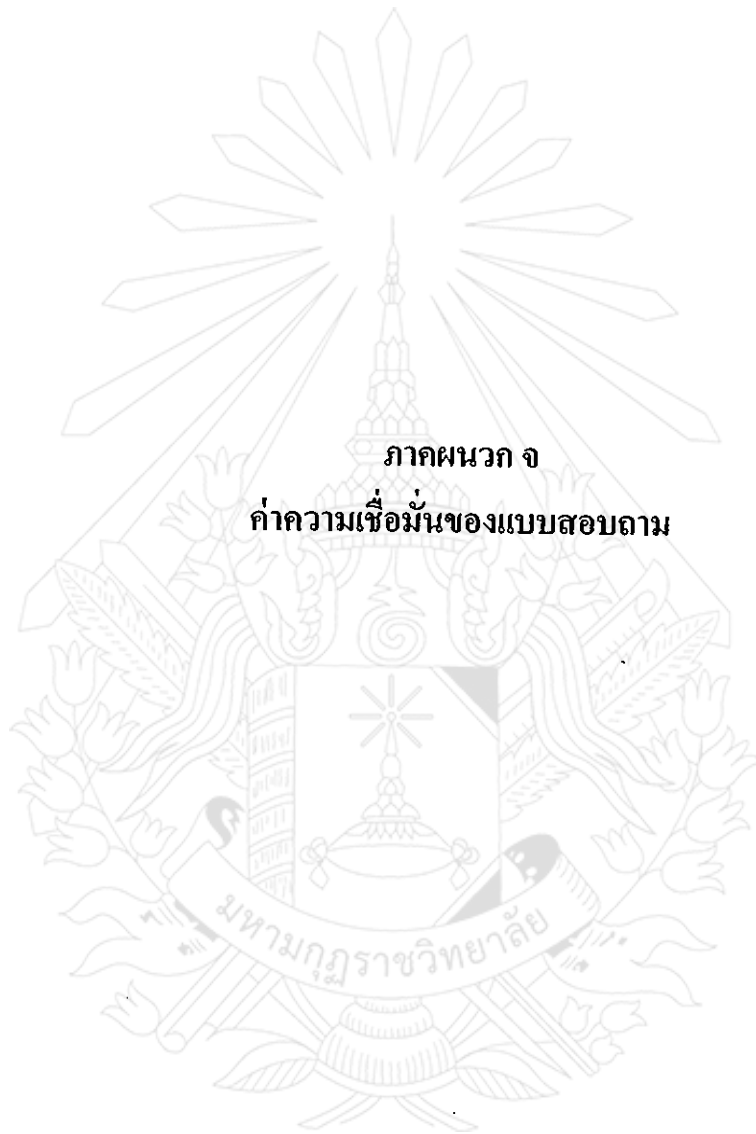 ภาคผนวก จ
ค่าความเชื่อมั่นของแบบสอบถาม
มหามกุฏราชวิทยาลัย